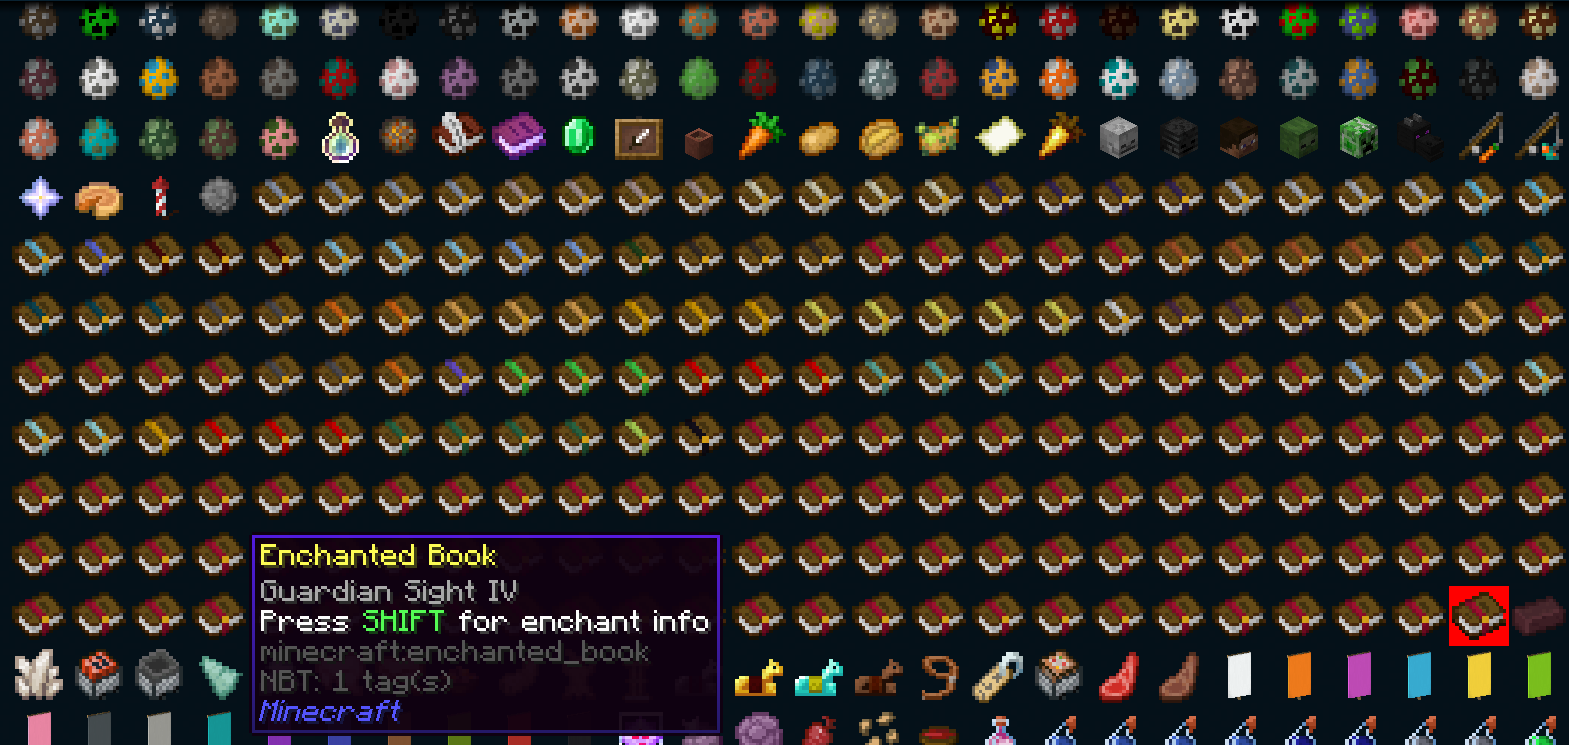 Enchanted Book
Guardian Sight IV
Press SHIFT for enchant info
minecraft:enchanted_book
NBT: 1 tag(s)
Minecraft